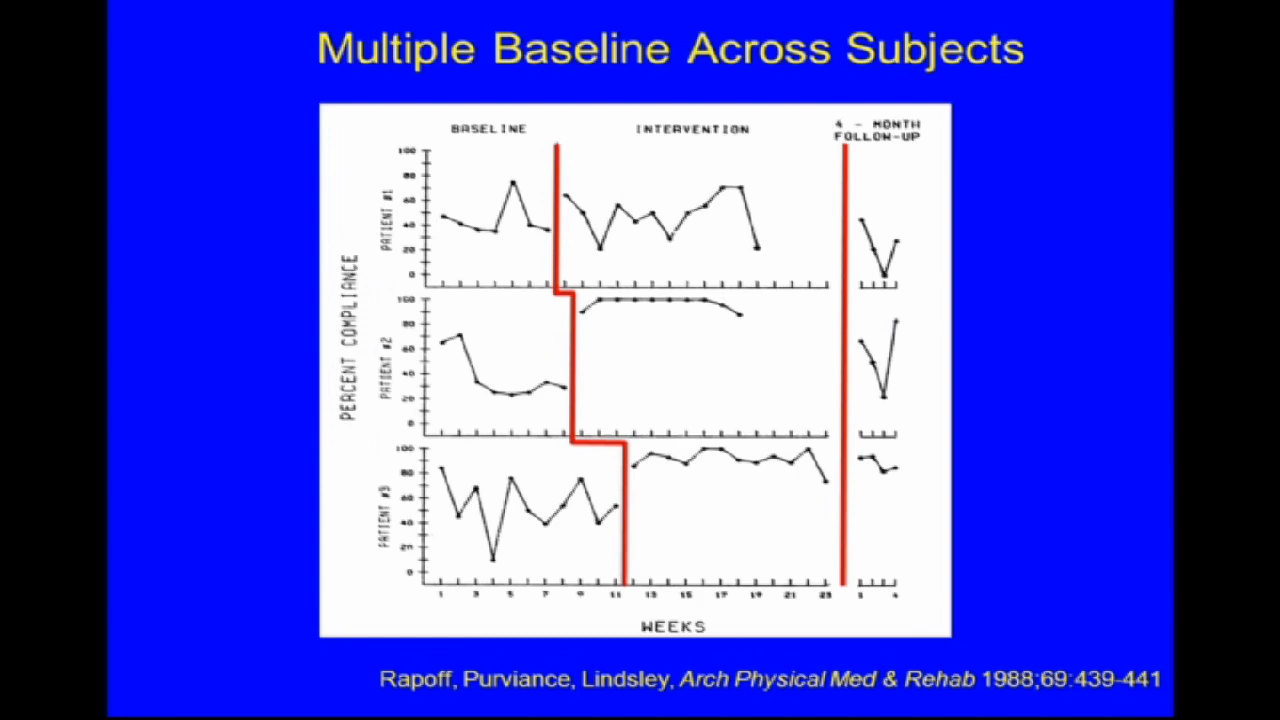 Multiple Baseline Across Subjects
BASELINE INTERVENTION 4 - MONTH
FOLLOW-UP
PERCENT COMPLIANCE
PATIENT #1
100
80
60
40
20
0
PATIENT #2
100
80
60
40
20
0
PATIENT #3
100
80
60
40
20
0
1 3 5 7 9 11 13 15 17 19 21 23 1 4
WEEKS
Rapoff, Purviance, Lindsley, Arch Physical Med & Rehab 1988;69:439-441